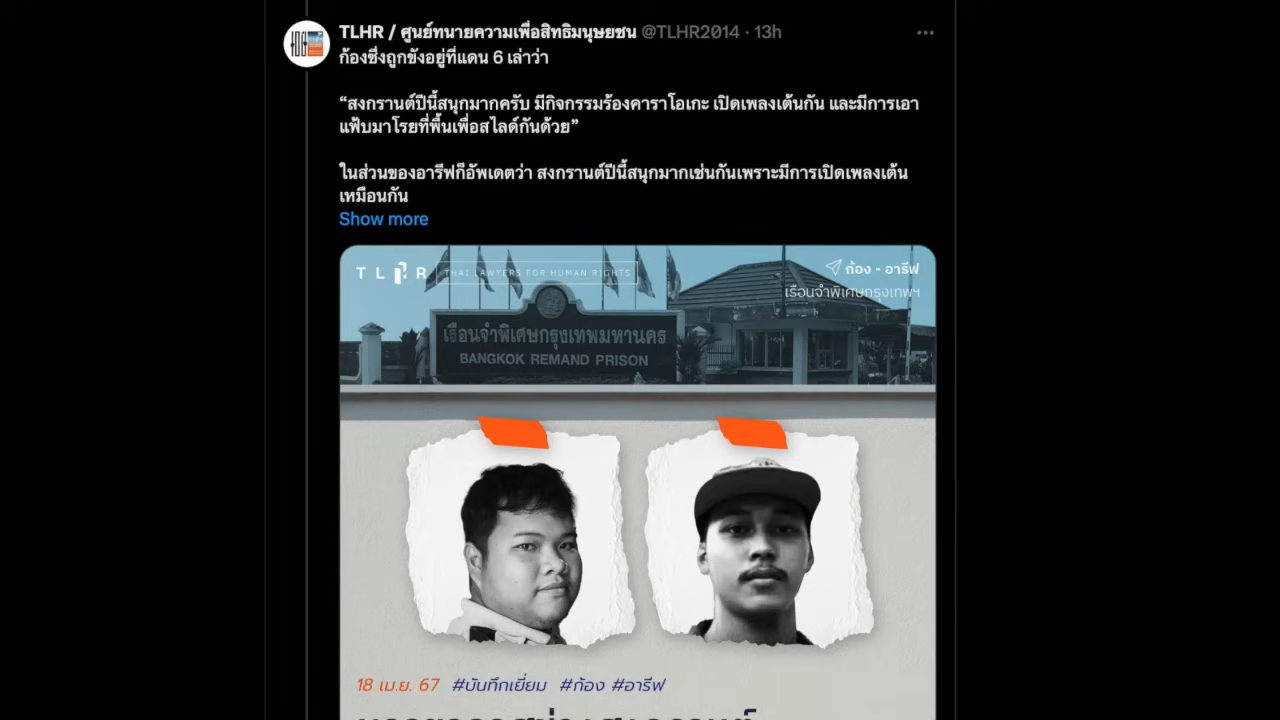 TLHR / ศูนย์ทนายความเพื่อสิทธิมนุษยชน @TLHR2014 · 13h
ก้องซึ่งถูกขังอยู่ที่แดน 6 เล่าว่า
“สงกรานต์ปีนี้สนุกมากครับ มีกิจกรรมร้องคาราโอเกะ เปิดเพลงเต้นกัน และมีการเอา
แฟ้บมาโรยที่พื้นเพื่อสไลด์กันด้วย”
ในส่วนของอารีฟก็อัพเดตว่า สงกรานต์ปีนี้สนุกมากเช่นกันเพราะมีการเปิดเพลงเต้น
เหมือนกัน
Show more
TLHR THAI LAWYERS FOR HUMAN RIGHTS
ก้อง - อารีฟ
เรือนจำพิเศษกรุงเทพฯ
เรือนจำพิเศษกรุงเทพมหานคร
BANGKOK REMAND PRISON
18 เม.ย. 67 #บันทึกเยี่ยม #ก้อง #อารีฟ